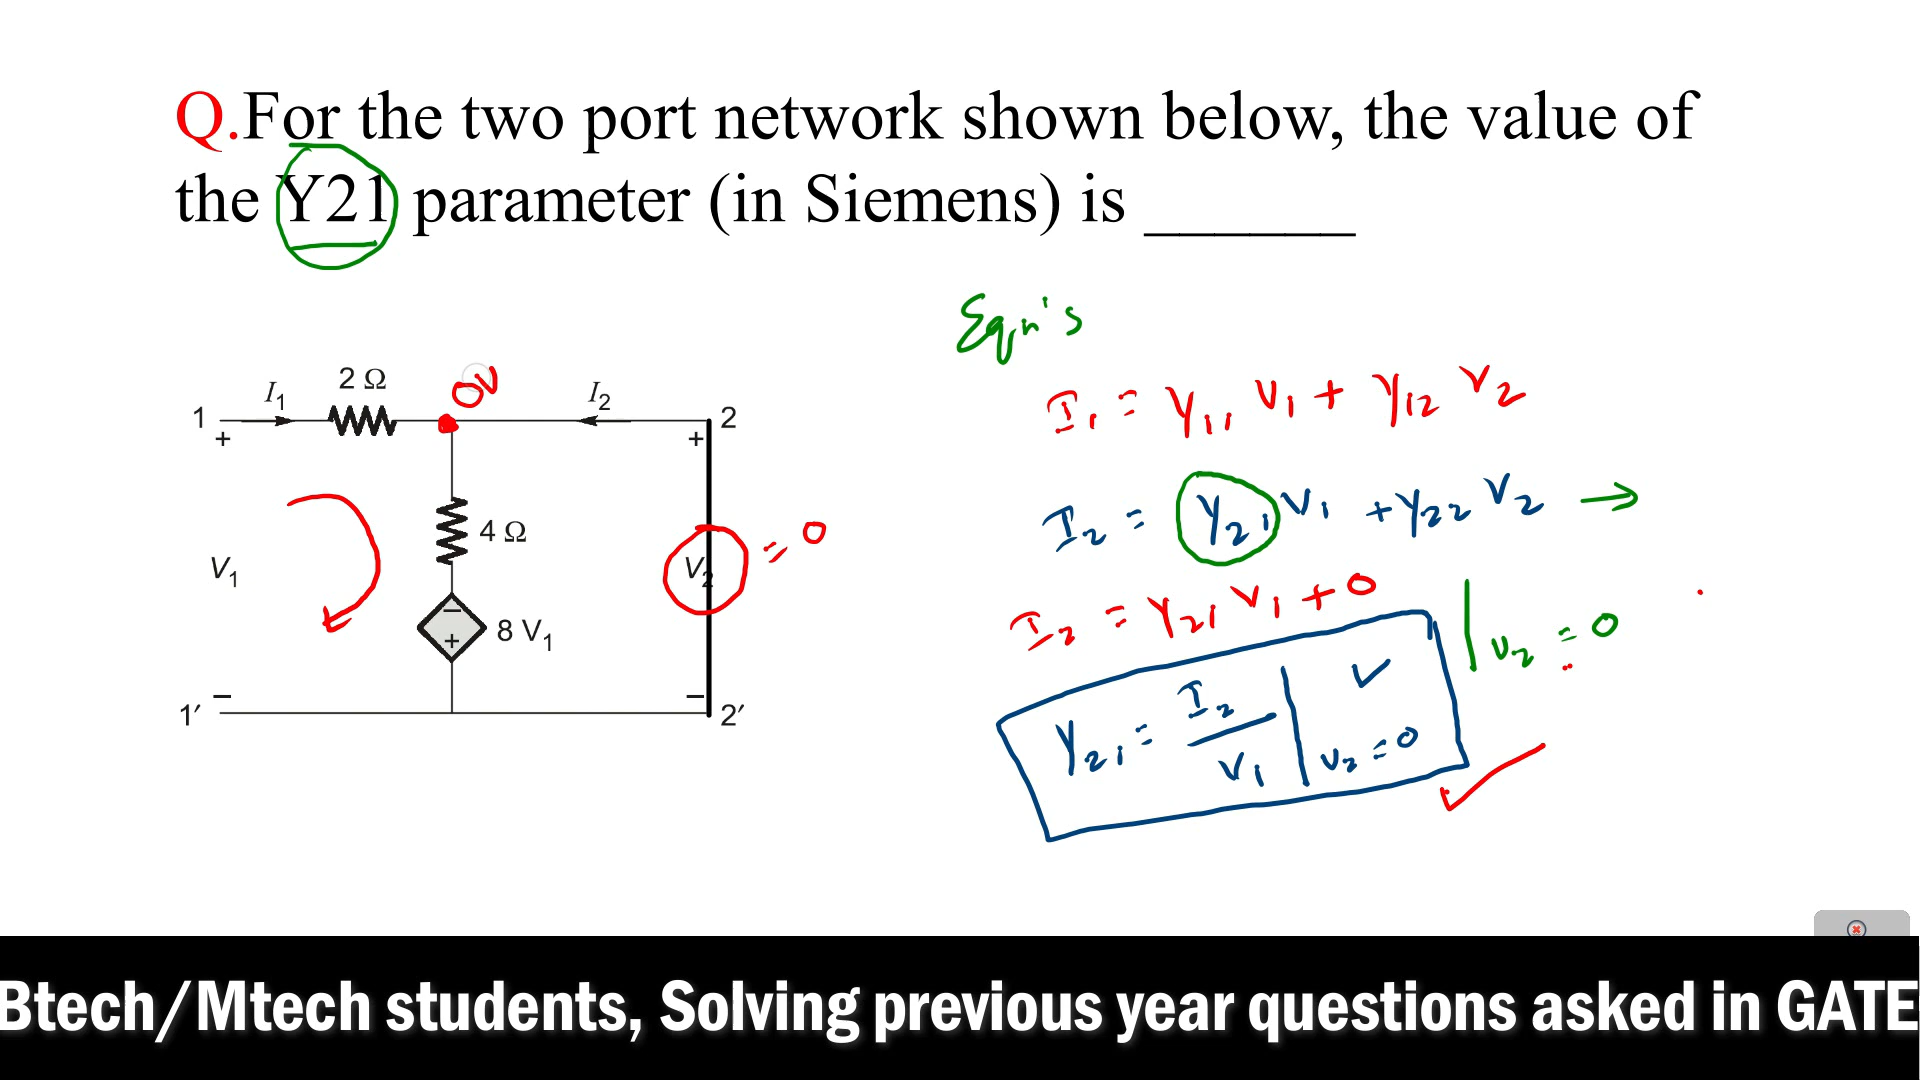 Q.For the two port network shown below, the value of
the Y21 parameter (in Siemens) is ______
Eqn's
I1 = Y11 V1 + Y12 V2
I2 = Y21 V1 + Y22 V2 →
I2 = Y21 V1 + 0 | V2 = 0
Y21 = I2 / V1 | V2 = 0 ✓
2 Ω
0V
1
I1
I2
2
+
+
4 Ω
V1
V2
= 0
−
+
8 V1
−
−
1′
2′
Btech/Mtech students, Solving previous year questions asked in GATE